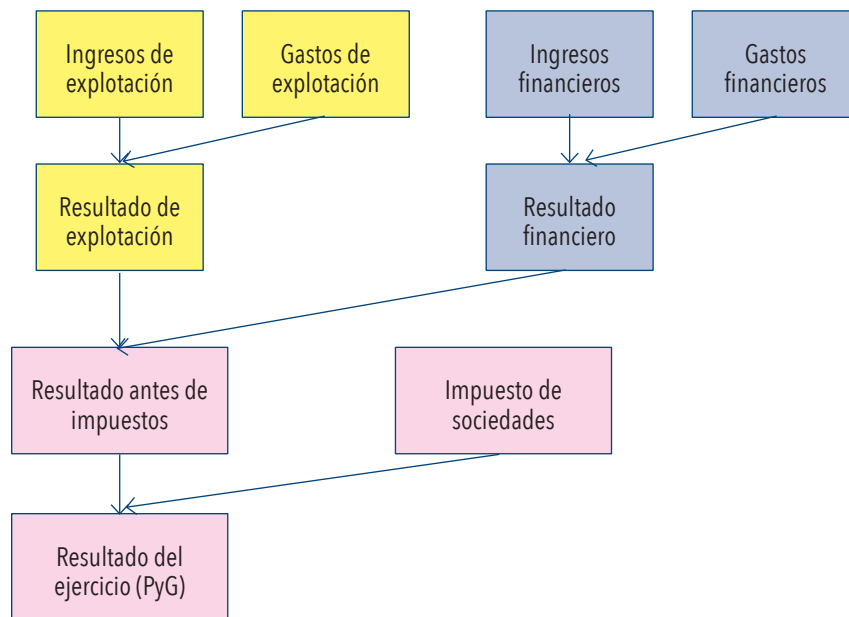 Ingresos de
explotación
Gastos de
explotación
Ingresos
financieros
Gastos
financieros
Resultado de
explotación
Resultado
financiero
Resultado antes de
impuestos
Impuesto de
sociedades
Resultado del
ejercicio (PyG)